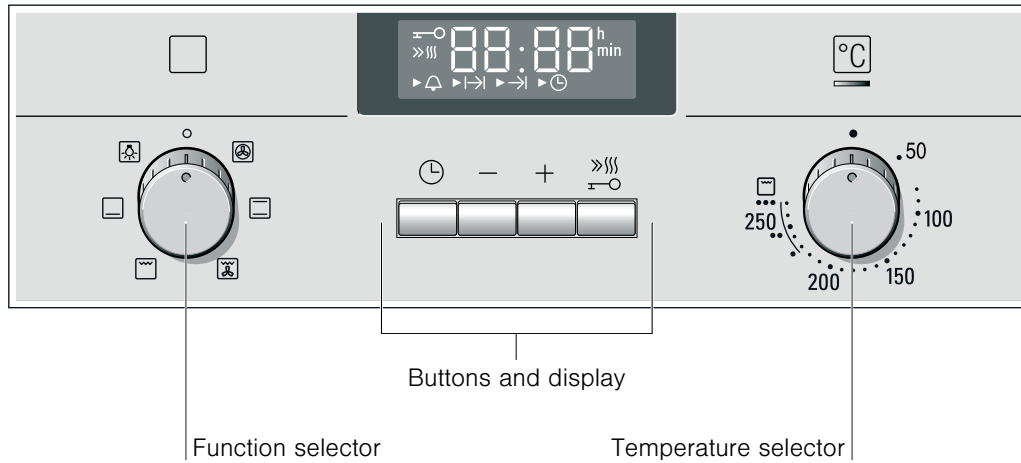 88:88 h
min
°C
− +
50
100
150
200
250
Buttons and display
Function selector
Temperature selector